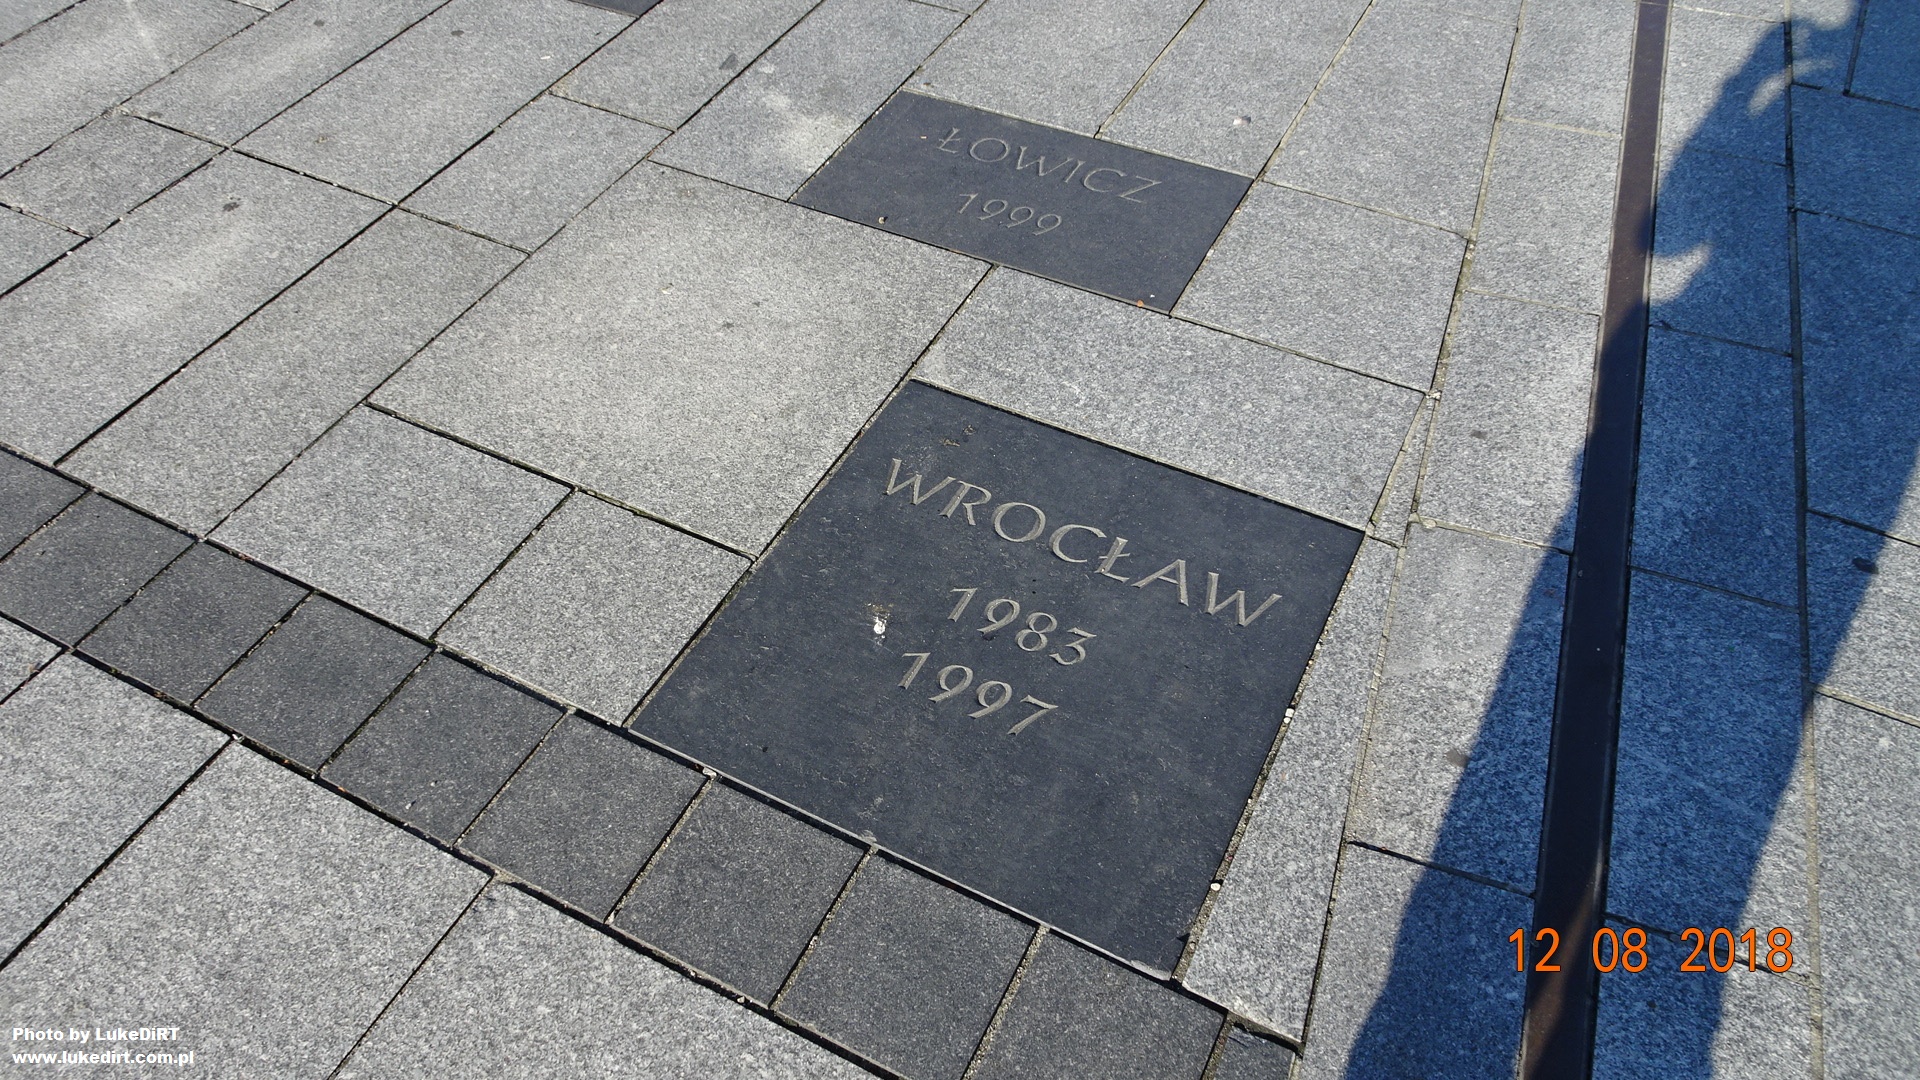 ŁOWICZ
1999
WROCŁAW
1983
1997
12 08 2018
Photo by LukeDiRT
www.lukedirt.com.pl